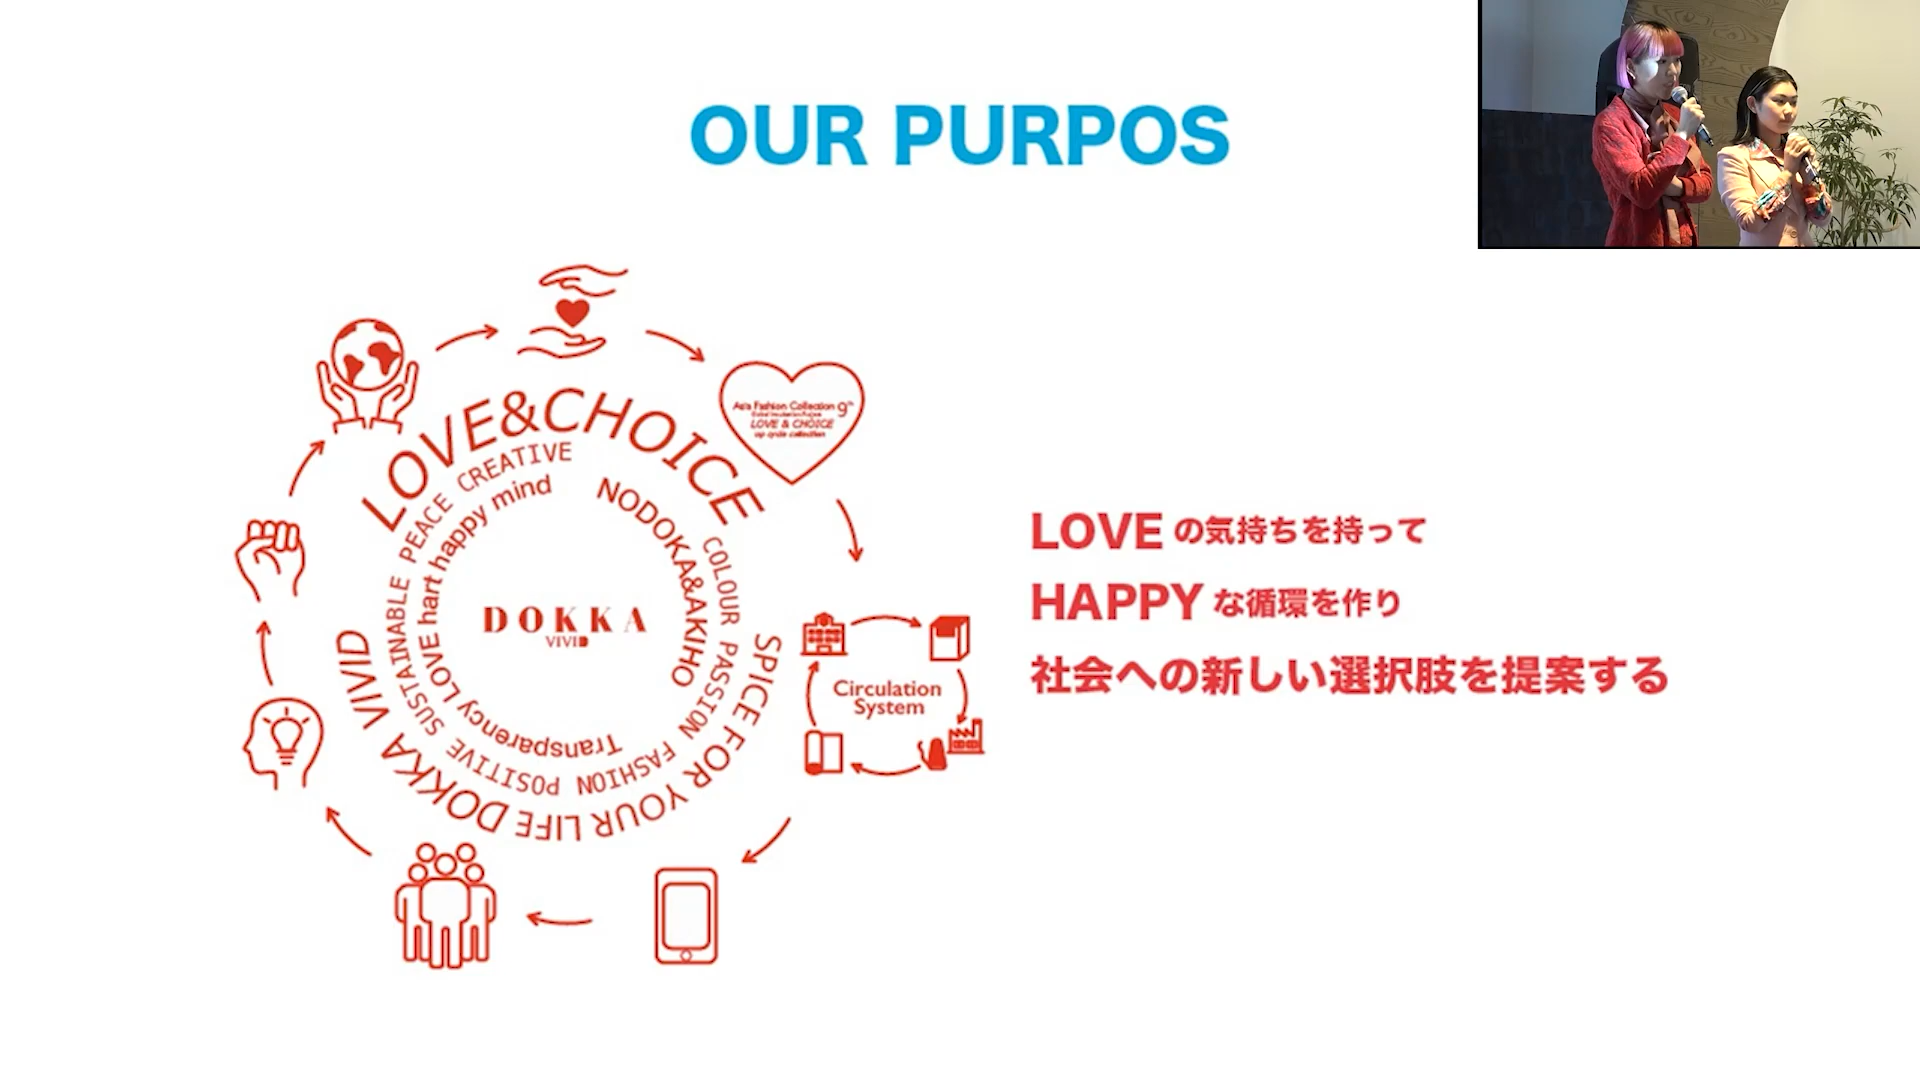 OUR PURPOS
LOVE&CHOICE
SPICE FOR YOUR LIFE DOKKA VIVID
PEACE CREATIVE
COLOUR PASSION FASHION POSITIVE SUSTAINABLE
LOVE hart happy happy mind
NODOKA&AKIHO
Transparency
DOKKA
VIVID
Asia Fashion Collection 9th
LOVE & CHOICE
up cycle collection
Circulation
System
LOVE の気持ちを持って
HAPPY な循環を作り
社会への新しい選択肢を提案する